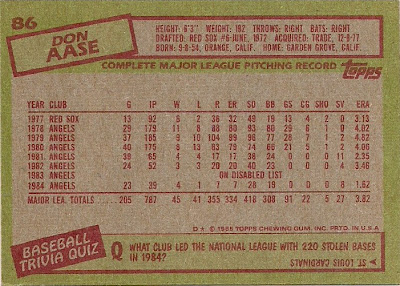 86
DON
AASE
HEIGHT: 6'3" WEIGHT: 182 THROWS: RIGHT BATS: RIGHT
DRAFTED: RED SOX #6-JUNE, 1972 ACQUIRED: TRADE, 12-8-77
BORN: 9-8-54, ORANGE, CALIF. HOME: GARDEN GROVE, CALIF.
COMPLETE MAJOR LEAGUE PITCHING RECORD topps
YEAR CLUB G IP W L R ER SO BB GS CG SHO SV ERA
1977 RED SOX 13 92 6 2 36 32 49 19 13 4 2 0 3.13
1978 ANGELS 29 179 11 8 88 80 93 80 29 6 1 0 4.02
1979 ANGELS 37 185 9 10 104 99 96 77 28 7 1 2 4.82
1980 ANGELS 40 175 8 13 83 79 74 66 21 5 1 2 4.06
1981 ANGELS 39 65 4 4 17 17 38 24 0 0 0 11 2.35
1982 ANGELS 24 52 3 3 20 20 40 23 0 0 0 4 3.46
1983 ANGELS ON DISABLED LIST
1984 ANGELS 23 39 4 1 7 7 28 19 0 0 0 8 1.62
MAJOR LEA. TOTALS 205 787 45 41 355 334 418 308 91 22 5 27 3.82
D * © 1985 TOPPS CHEWING GUM, INC. PRTD. IN U.S.A.
BASEBALL
TRIVIA QUIZ
Q WHAT CLUB LED THE NATIONAL LEAGUE WITH 220 STOLEN BASES
IN 1984?
ST. LOUIS CARDINALS